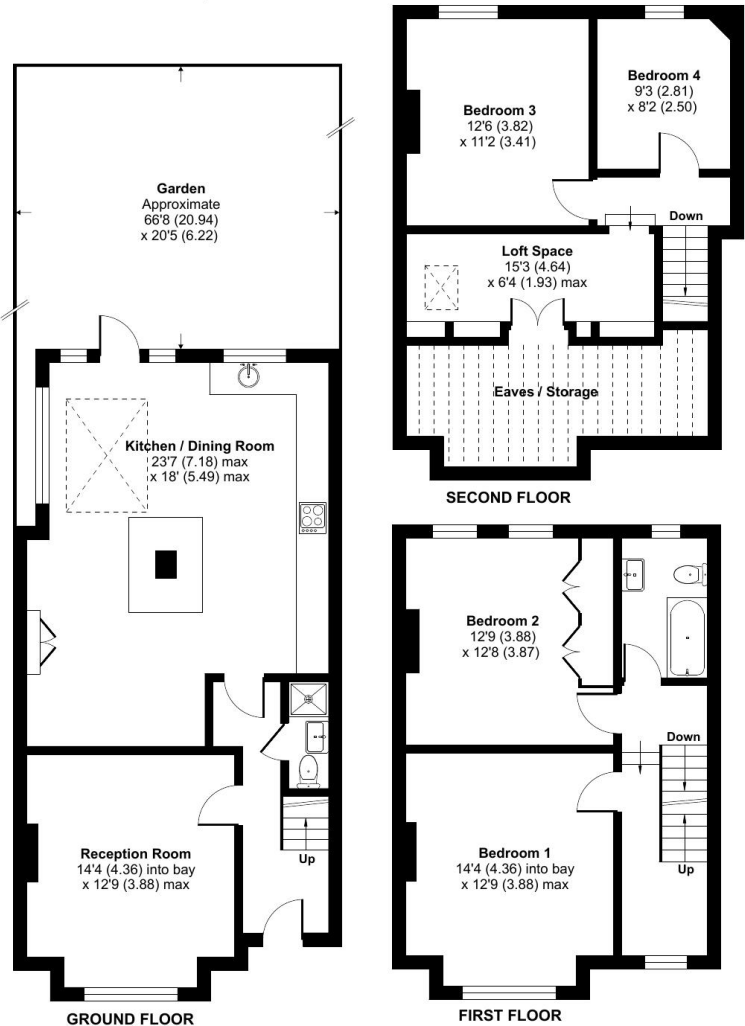 Garden
Approximate
66'8 (20.94)
x 20'5 (6.22)
Kitchen / Dining Room
23'7 (7.18) max
x 18' (5.49) max
Reception Room
14'4 (4.36) into bay
x 12'9 (3.88) max
Up
GROUND FLOOR
Bedroom 3
12'6 (3.82)
x 11'2 (3.41)
Bedroom 4
9'3 (2.81)
x 8'2 (2.50)
Down
Loft Space
15'3 (4.64)
x 6'4 (1.93) max
Eaves / Storage
SECOND FLOOR
Bedroom 2
12'9 (3.88)
x 12'8 (3.87)
Down
Bedroom 1
14'4 (4.36) into bay
x 12'9 (3.88) max
Up
FIRST FLOOR